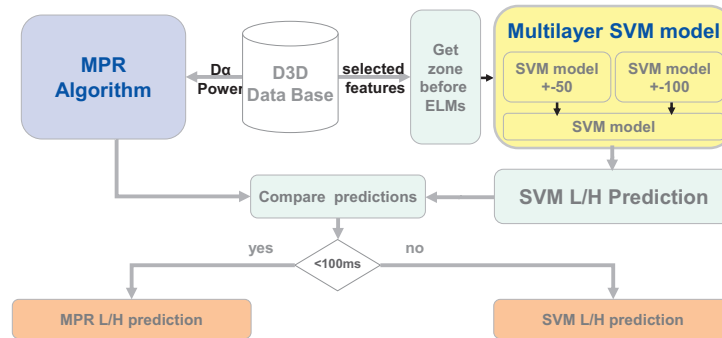 MPR
Algorithm
Dα
Power
D3D
Data Base
selected
features
Get
zone
before
ELMs
Multilayer SVM model
SVM model
+-50
SVM model
+-100
SVM model
Compare predictions
SVM L/H Prediction
yes
<100ms
no
MPR L/H prediction
SVM L/H prediction